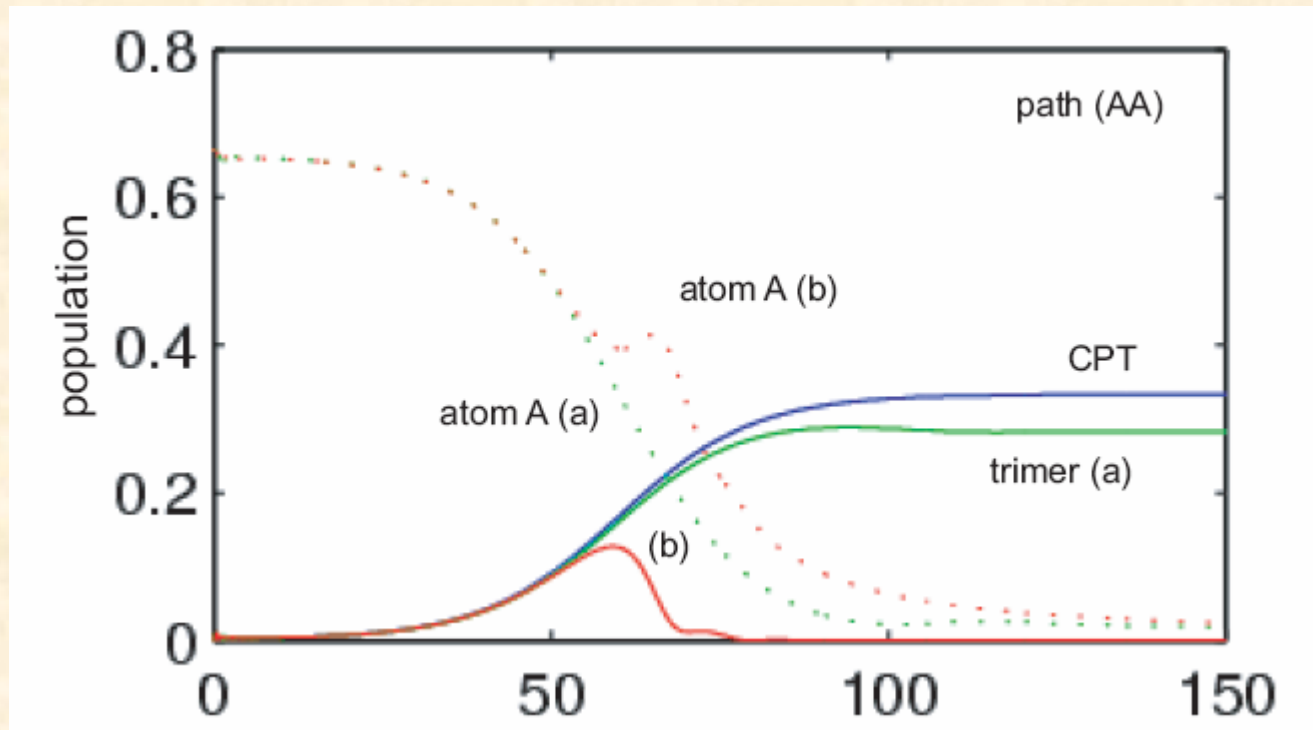 0.8
path (AA)
0.6
population
atom A (b)
0.4
CPT
atom A (a)
trimer (a)
0.2
(b)
0
0 50 100 150